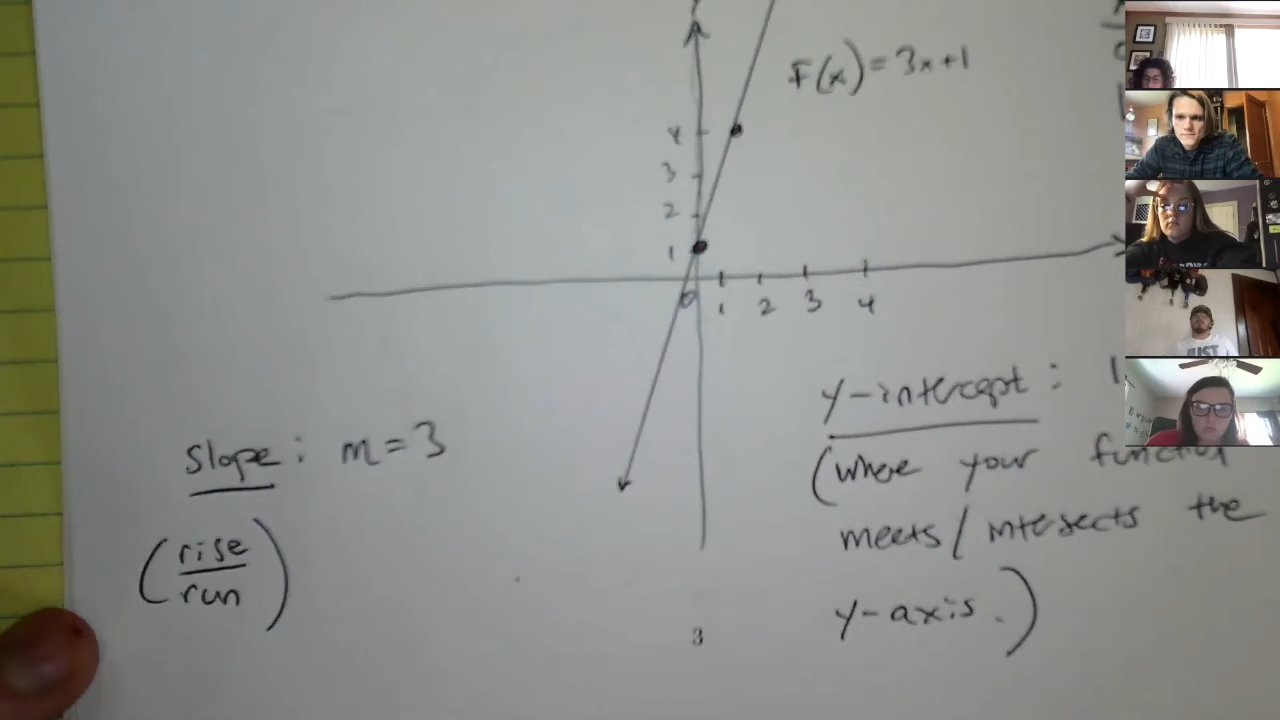 F(x) = 3x+1
4
3
2
1
0
1 2 3 4
y-intercept : 1
slope : m = 3
(where your function
meets/intersects the
(rise
run)
y-axis.)
3
JUST